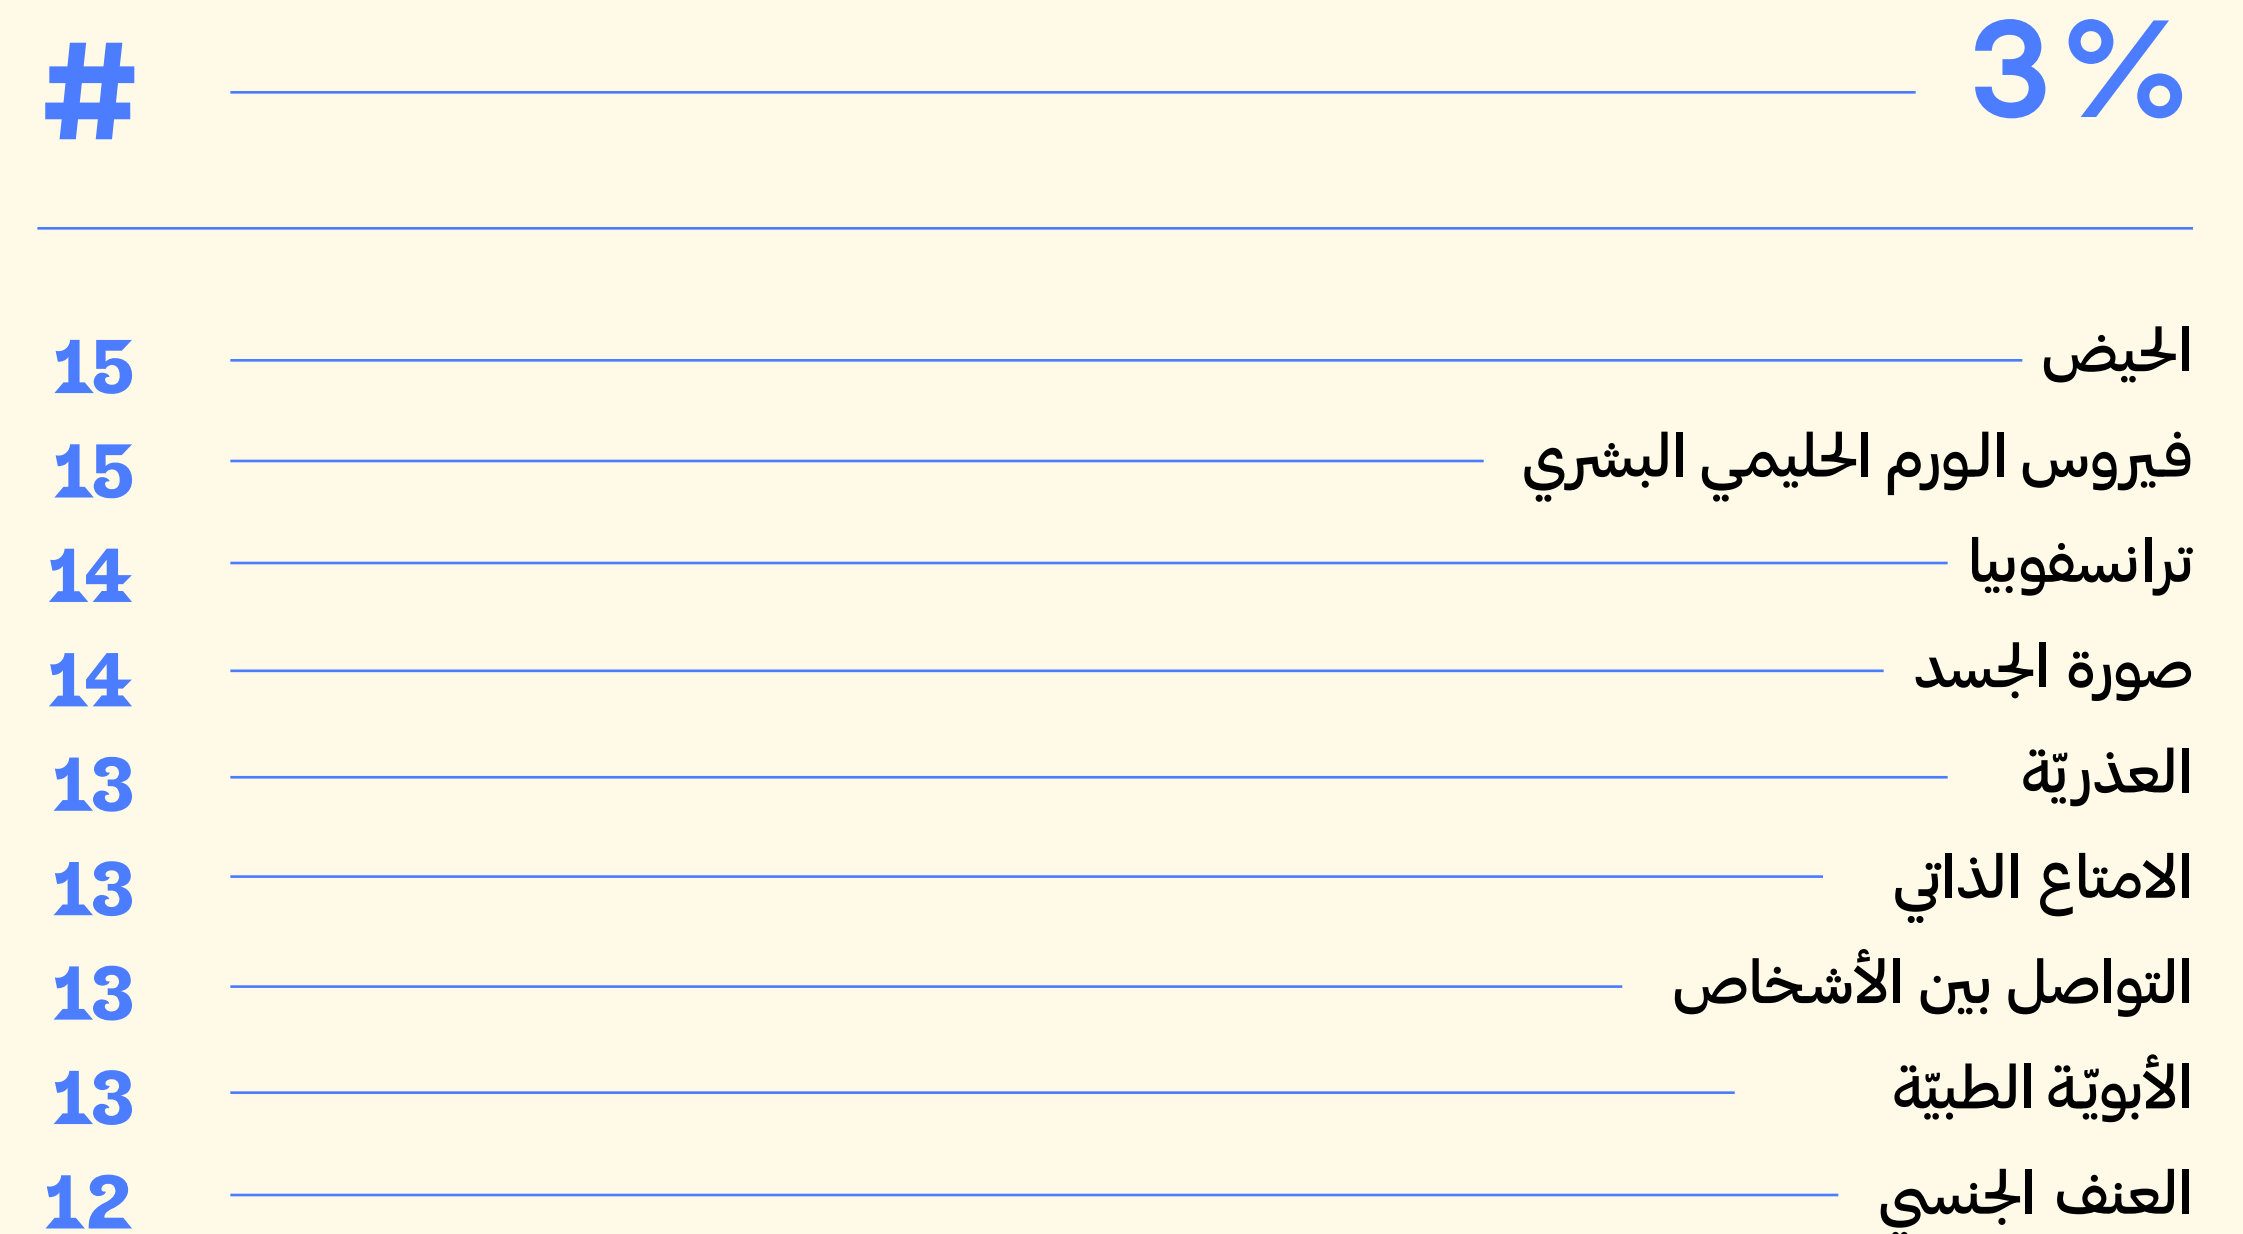 3% #
الحيض 15
فيروس الورم الحليمي البشري 15
ترانسفوبيا 14
صورة الجسد 14
العذريّة 13
الامتاع الذاتي 13
التواصل بين الأشخاص 13
الأبويّة الطبيّة 13
العنف الجنسي 12